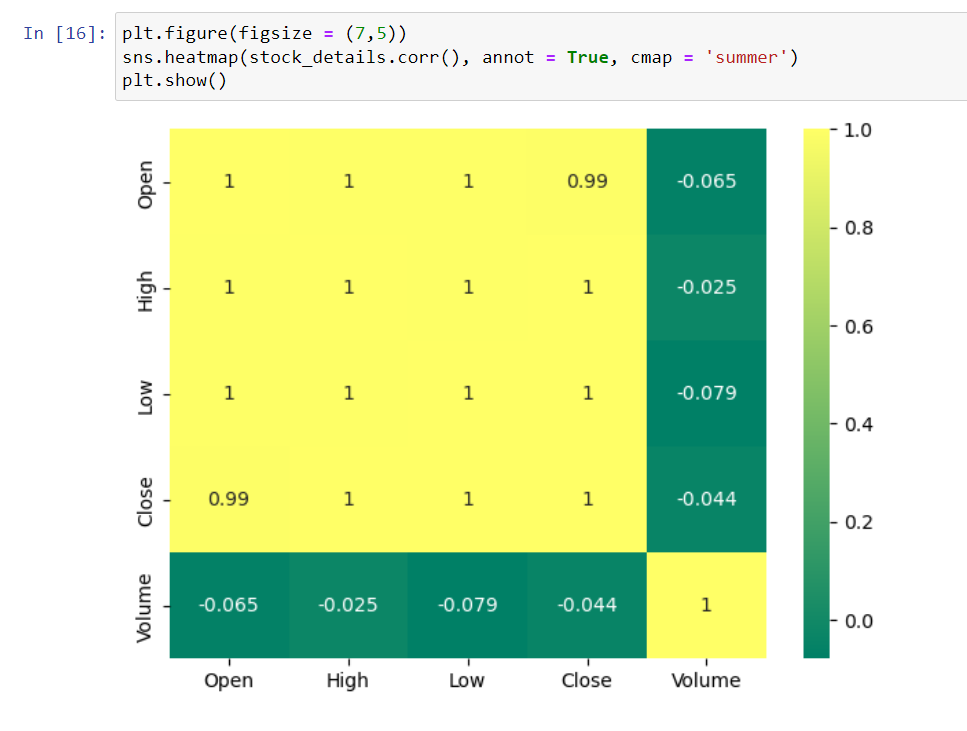 In [16]: plt.figure(figsize = (7,5))
sns.heatmap(stock_details.corr(), annot = True, cmap = 'summer')
plt.show()
Open 1 1 1 0.99 -0.065
High 1 1 1 1 -0.025
Low 1 1 1 1 -0.079
Close 0.99 1 1 1 -0.044
Volume -0.065 -0.025 -0.079 -0.044 1
Open High Low Close Volume
1.0
0.8
0.6
0.4
0.2
0.0